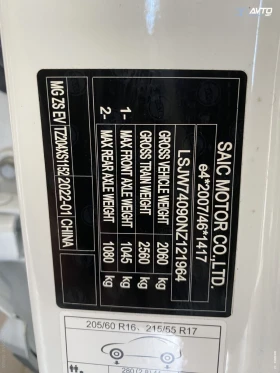 SAIC MOTOR CO.,LTD.
e4*2007/46*1417
LSJW74090NZ121964
GROSS VEHICLE WEIGHT 2060 kg
GROSS TRAIN WEIGHT 2560 kg
1- MAX FRONT AXLE WEIGHT 1045 kg
2- MAX REAR AXLE WEIGHT 1080 kg
MG ZS EV 2022-01 CHINA
205/60 R16、215/55 R17
AVTO